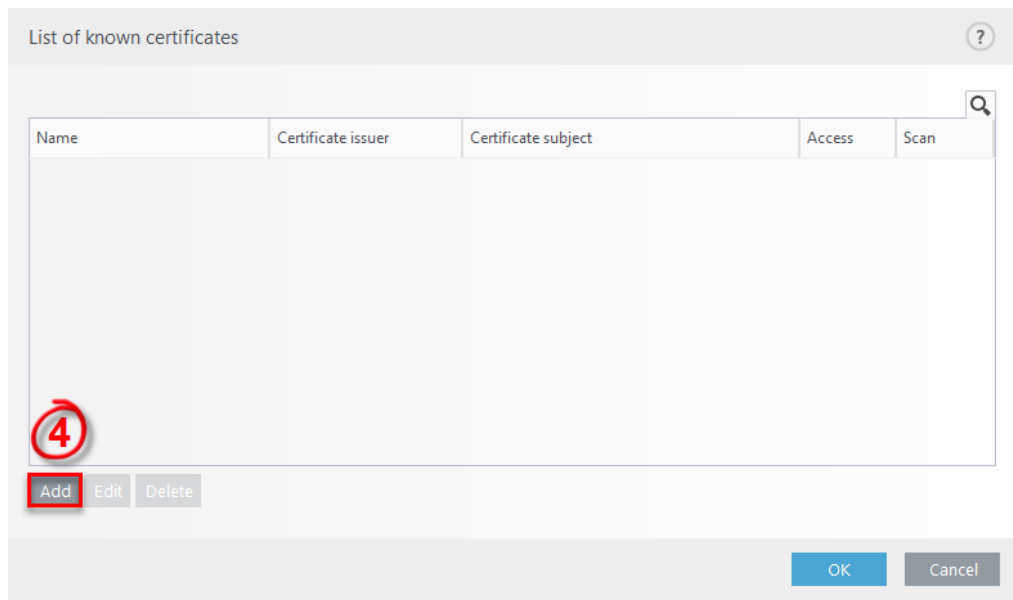 List of known certificates ?
Name Certificate issuer Certificate subject Access Scan
4
Add Edit Delete
OK Cancel